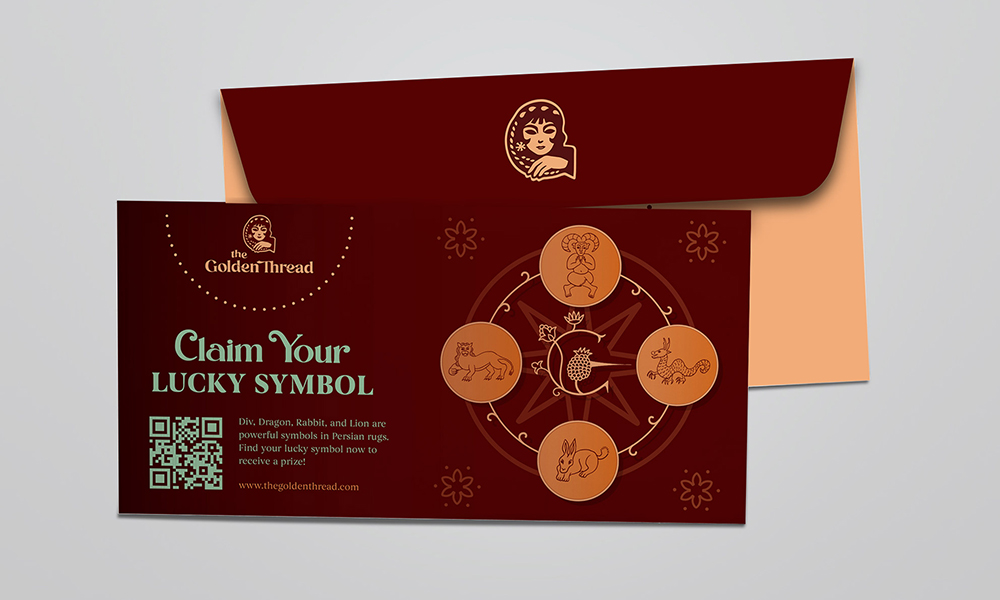 the
Golden Thread
Claim Your
LUCKY SYMBOL
Div, Dragon, Rabbit, and Lion are
powerful symbols in Persian rugs.
Find your lucky symbol now to
receive a prize!
www.thegoldenthread.com